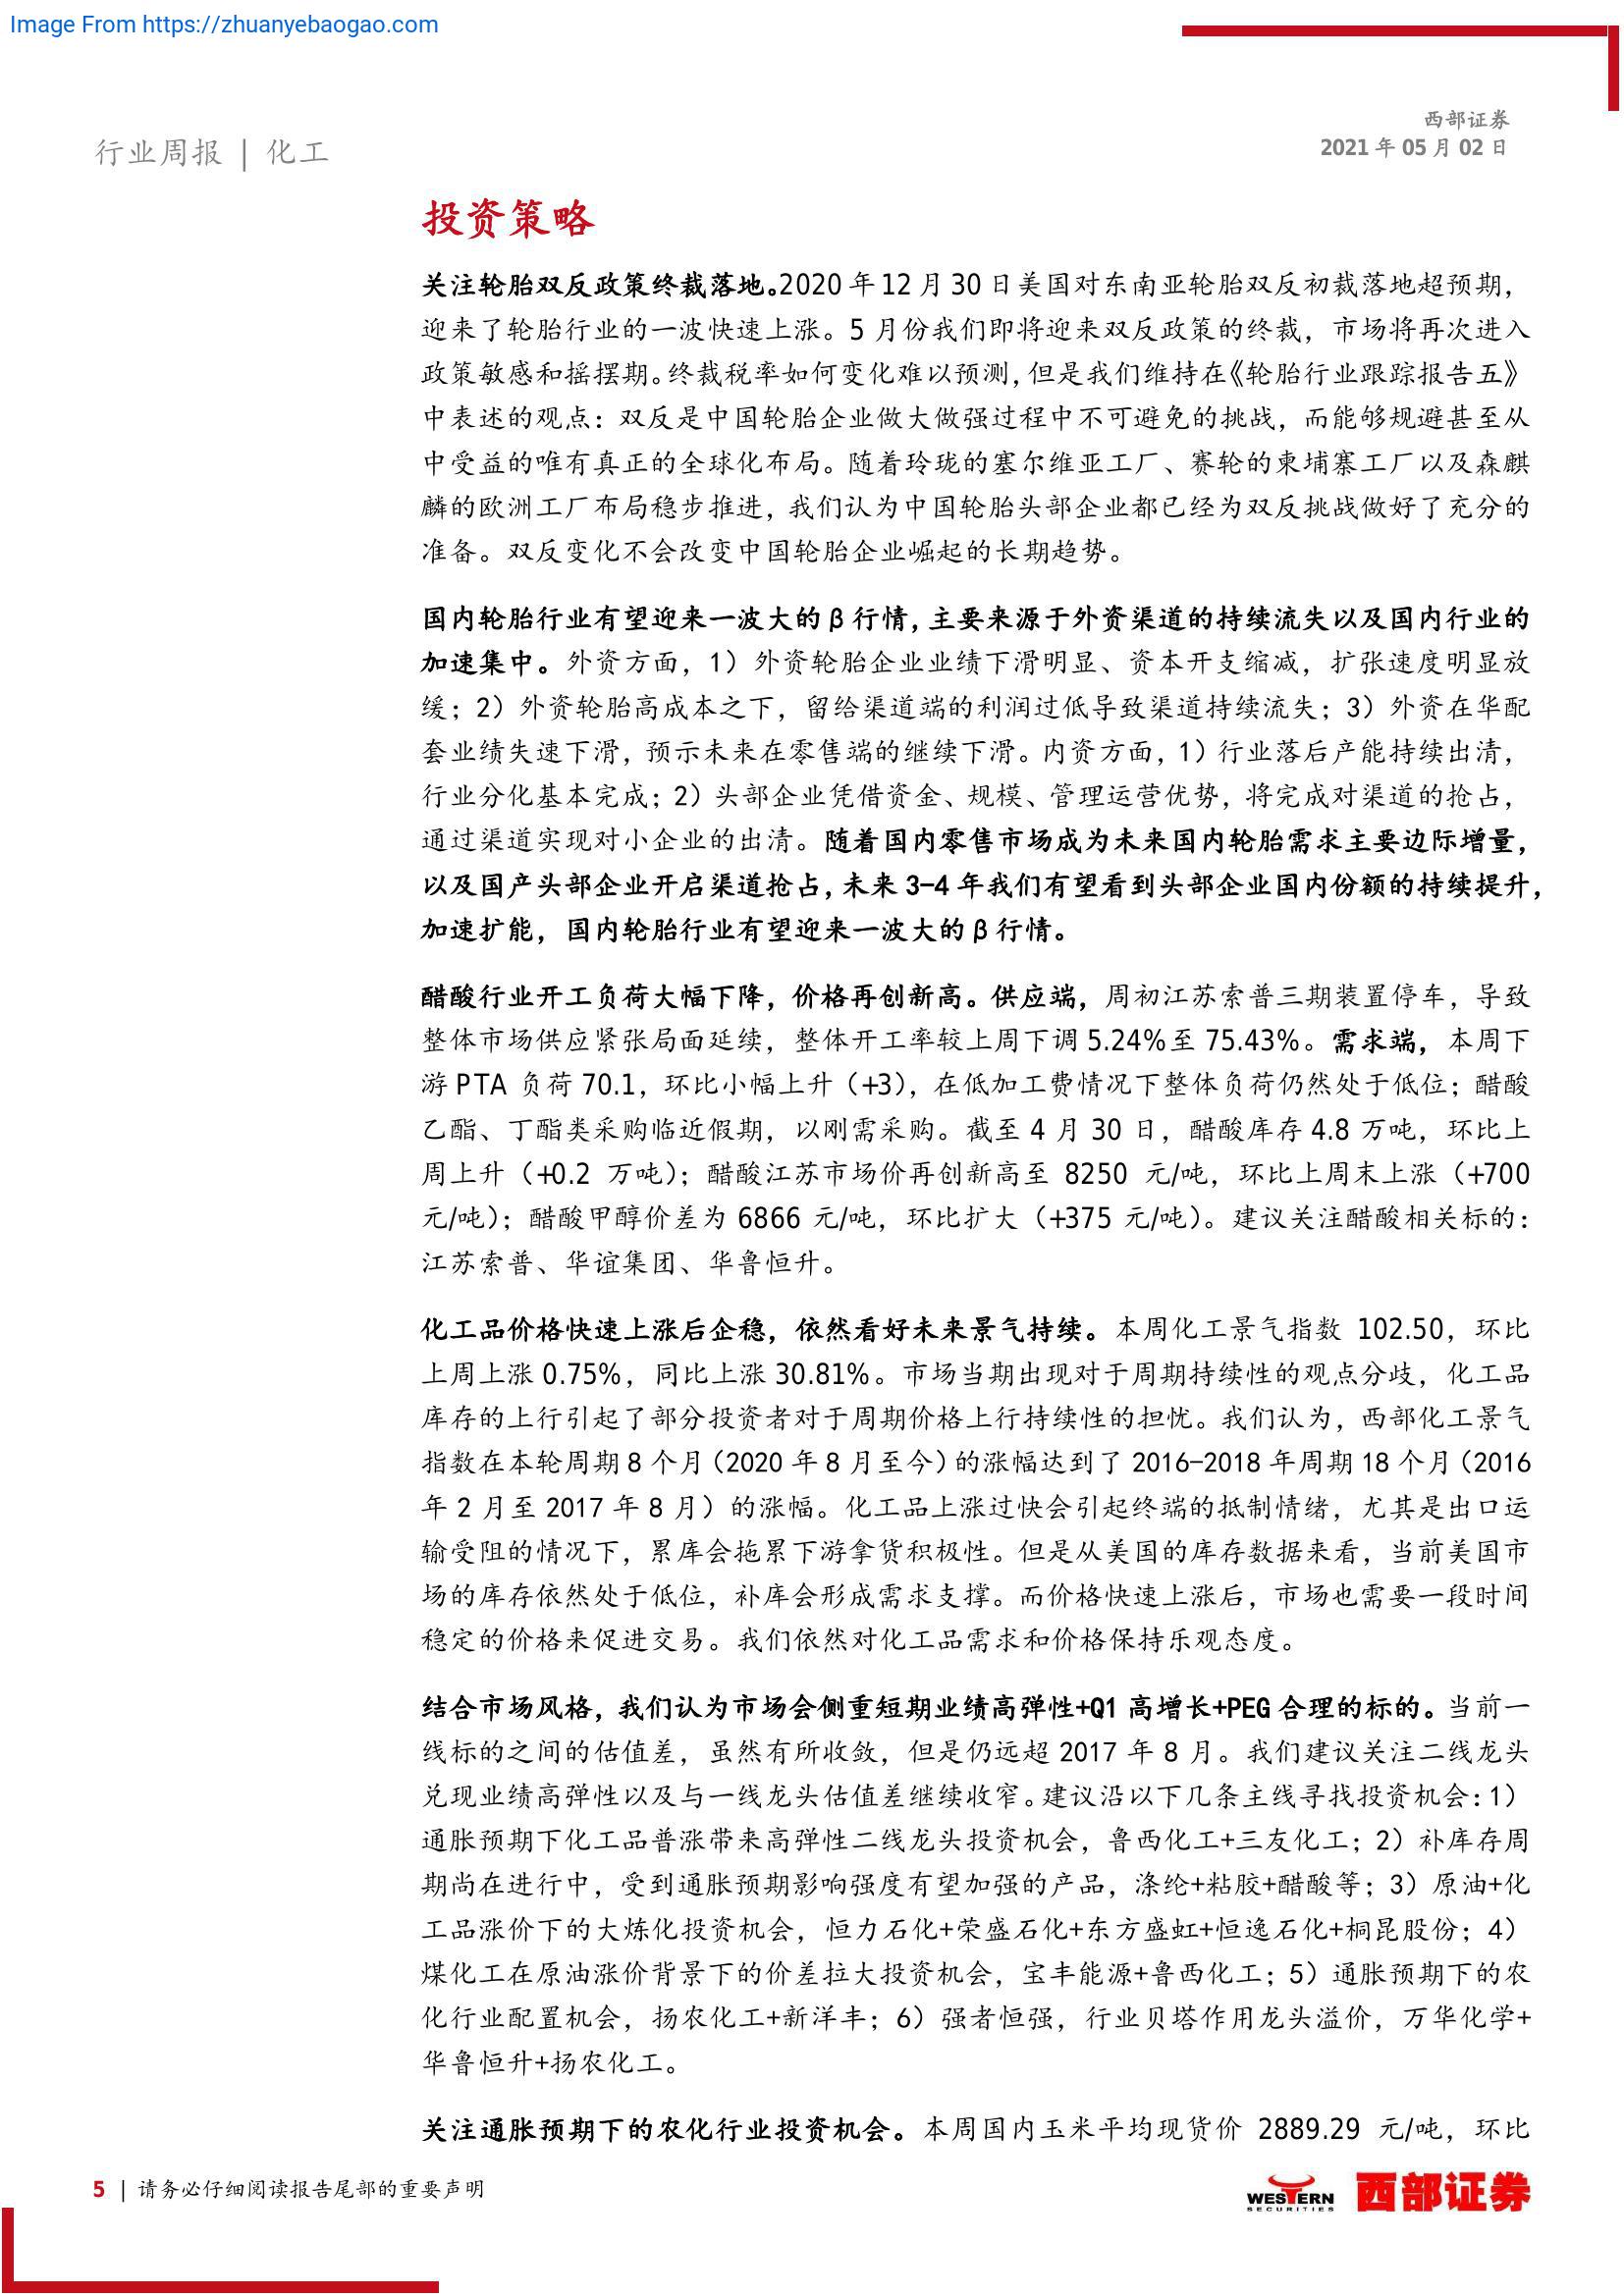 Image From https://zhuanyebaogao.com
西部证券
2021 年 05 月 02 日
行业周报 | 化工
投资策略
关注轮胎双反政策终裁落地。2020 年 12 月 30 日美国对东南亚轮胎双反初裁落地超预期，
迎来了轮胎行业的一波快速上涨。5 月份我们即将迎来双反政策的终裁，市场将再次进入
政策敏感和摇摆期。终裁税率如何变化难以预测，但是我们维持在《轮胎行业跟踪报告五》
中表述的观点：双反是中国轮胎企业做大做强过程中不可避免的挑战，而能够规避甚至从
中受益的唯有真正的全球化布局。随着玲珑的塞尔维亚工厂、赛轮的柬埔寨工厂以及森麒
麟的欧洲工厂布局稳步推进，我们认为中国轮胎头部企业都已经为双反挑战做好了充分的
准备。双反变化不会改变中国轮胎企业崛起的长期趋势。
国内轮胎行业有望迎来一波大的 β 行情，主要来源于外资渠道的持续流失以及国内行业的
加速集中。外资方面，1）外资轮胎企业业绩下滑明显、资本开支缩减，扩张速度明显放
缓；2）外资轮胎高成本之下，留给渠道端的利润过低导致渠道持续流失；3）外资在华配
套业绩失速下滑，预示未来在零售端的继续下滑。内资方面，1）行业落后产能持续出清，
行业分化基本完成；2）头部企业凭借资金、规模、管理运营优势，将完成对渠道的抢占，
通过渠道实现对小企业的出清。随着国内零售市场成为未来国内轮胎需求主要边际增量，
以及国产头部企业开启渠道抢占，未来 3-4 年我们有望看到头部企业国内份额的持续提升，
加速扩能，国内轮胎行业有望迎来一波大的 β 行情。
醋酸行业开工负荷大幅下降，价格再创新高。供应端，周初江苏索普三期装置停车，导致
整体市场供应紧张局面延续，整体开工率较上周下调 5.24%至 75.43%。需求端，本周下
游 PTA 负荷 70.1，环比小幅上升（+3），在低加工费情况下整体负荷仍然处于低位；醋酸
乙酯、丁酯类采购临近假期，以刚需采购。截至 4 月 30 日，醋酸库存 4.8 万吨，环比上
周上升（+0.2 万吨）；醋酸江苏市场价再创新高至 8250 元/吨，环比上周末上涨（+700
元/吨）；醋酸甲醇价差为 6866 元/吨，环比扩大（+375 元/吨）。建议关注醋酸相关标的：
江苏索普、华谊集团、华鲁恒升。
化工品价格快速上涨后企稳，依然看好未来景气持续。本周化工景气指数 102.50，环比
上周上涨 0.75%，同比上涨 30.81%。市场当期出现对于周期持续性的观点分歧，化工品
库存的上行引起了部分投资者对于周期价格上行持续性的担忧。我们认为，西部化工景气
指数在本轮周期 8 个月（2020 年 8 月至今）的涨幅达到了 2016-2018 年周期 18 个月（2016
年 2 月至 2017 年 8 月）的涨幅。化工品上涨过快会引起终端的抵制情绪，尤其是出口运
输受阻的情况下，累库会拖累下游拿货积极性。但是从美国的库存数据来看，当前美国市
场的库存依然处于低位，补库会形成需求支撑。而价格快速上涨后，市场也需要一段时间
稳定的价格来促进交易。我们依然对化工品需求和价格保持乐观态度。
结合市场风格，我们认为市场会侧重短期业绩高弹性+Q1 高增长+PEG 合理的标的。当前一
线标的之间的估值差，虽然有所收敛，但是仍远超 2017 年 8 月。我们建议关注二线龙头
兑现业绩高弹性以及与一线龙头估值差继续收窄。建议沿以下几条主线寻找投资机会：1）
通胀预期下化工品普涨带来高弹性二线龙头投资机会，鲁西化工+三友化工；2）补库存周
期尚在进行中，受到通胀预期影响强度有望加强的产品，涤纶+粘胶+醋酸等；3）原油+化
工品涨价下的大炼化投资机会，恒力石化+荣盛石化+东方盛虹+恒逸石化+桐昆股份；4）
煤化工在原油涨价背景下的价差拉大投资机会，宝丰能源+鲁西化工；5）通胀预期下的农
化行业配置机会，扬农化工+新洋丰；6）强者恒强，行业贝塔作用龙头溢价，万华化学+
华鲁恒升+扬农化工。
关注通胀预期下的农化行业投资机会。本周国内玉米平均现货价 2889.29 元/吨，环比
5 | 请务必仔细阅读报告尾部的重要声明
WESTERN
SECURITIES
西部证券